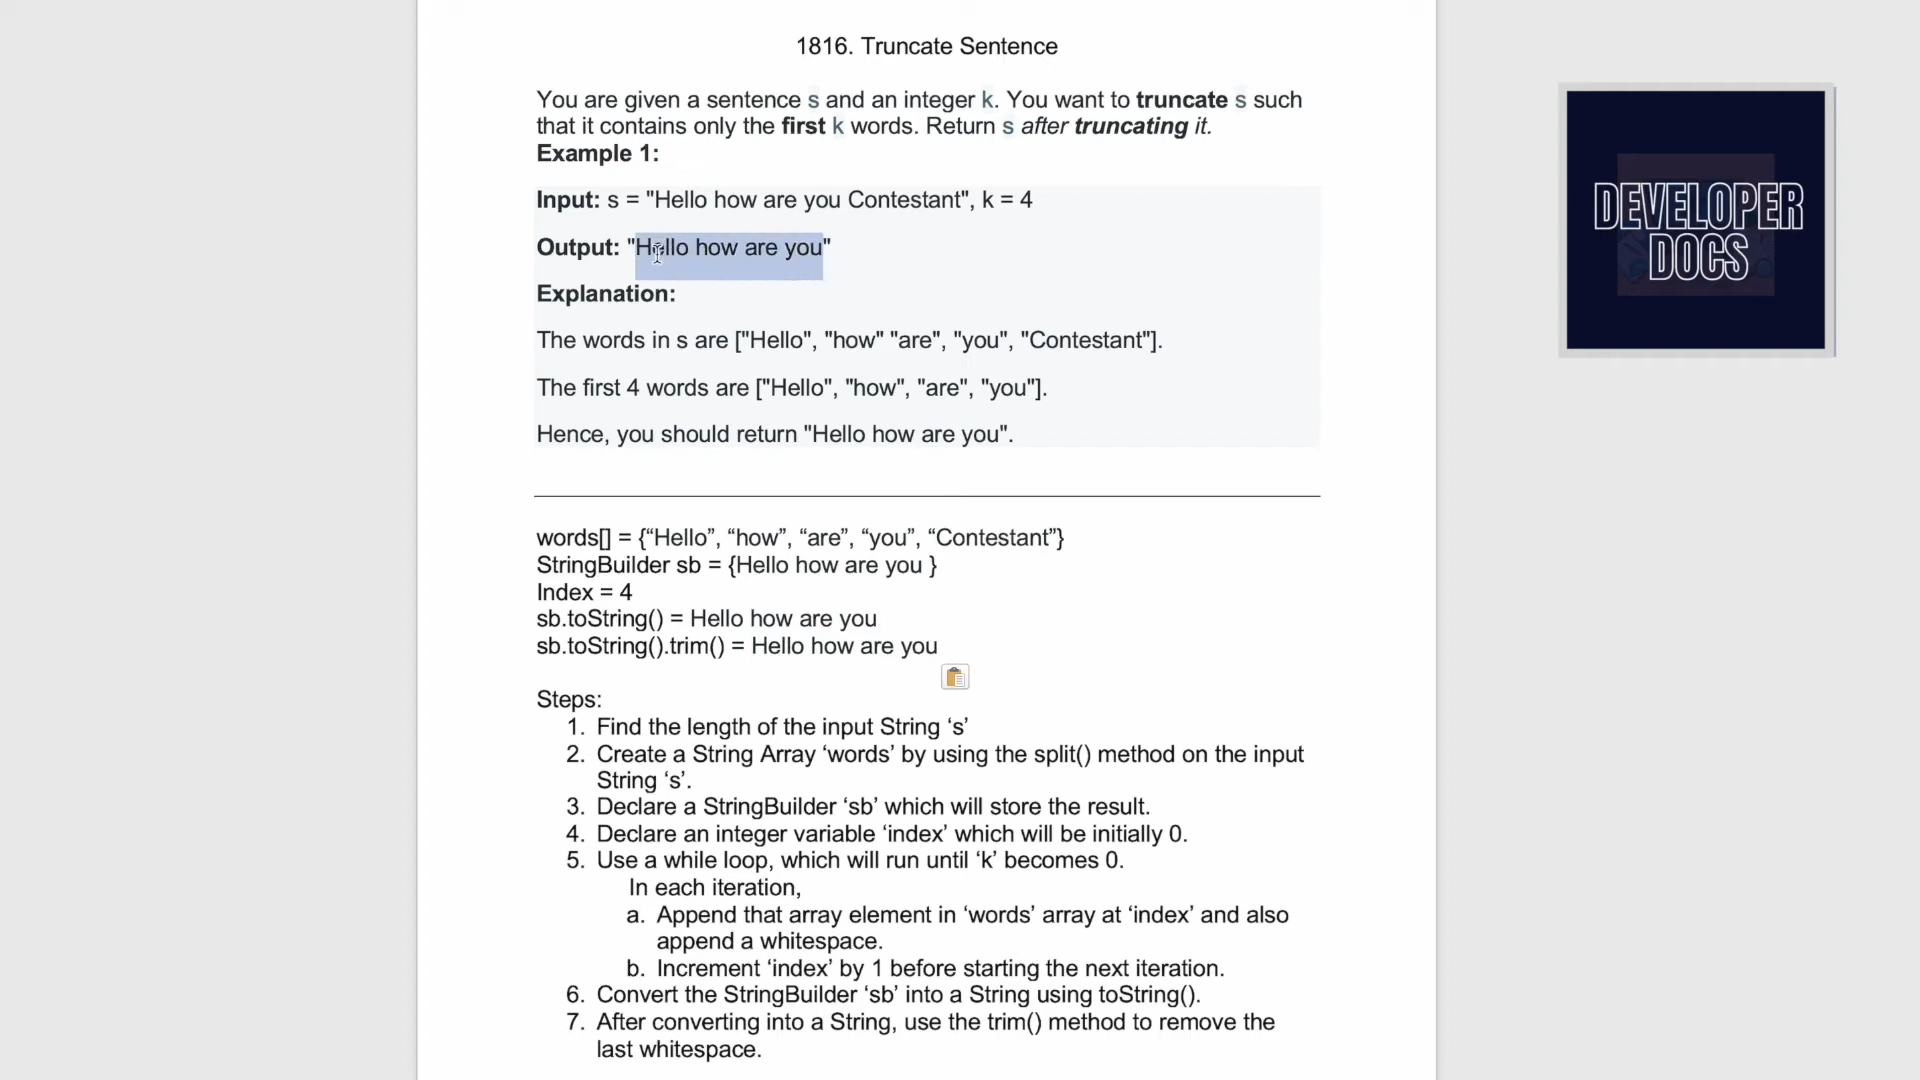 1816. Truncate Sentence
You are given a sentence s and an integer k. You want to truncate s such
that it contains only the first k words. Return s after truncating it.
Example 1:
Input: s = "Hello how are you Contestant", k = 4
Output: "Hello how are you"
Explanation:
The words in s are ["Hello", "how" "are", "you", "Contestant"].
The first 4 words are ["Hello", "how", "are", "you"].
Hence, you should return "Hello how are you".
words[] = {“Hello”, “how”, “are”, “you”, “Contestant”}
StringBuilder sb = {Hello how are you }
Index = 4
sb.toString() = Hello how are you
sb.toString().trim() = Hello how are you
Steps:
1. Find the length of the input String ‘s’
2. Create a String Array ‘words’ by using the split() method on the input
String ‘s’.
3. Declare a StringBuilder ‘sb’ which will store the result.
4. Declare an integer variable ‘index’ which will be initially 0.
5. Use a while loop, which will run until ‘k’ becomes 0.
In each iteration,
a. Append that array element in ‘words’ array at ‘index’ and also
append a whitespace.
b. Increment ‘index’ by 1 before starting the next iteration.
6. Convert the StringBuilder ‘sb’ into a String using toString().
7. After converting into a String, use the trim() method to remove the
last whitespace.
DEVELOPER
DOCS